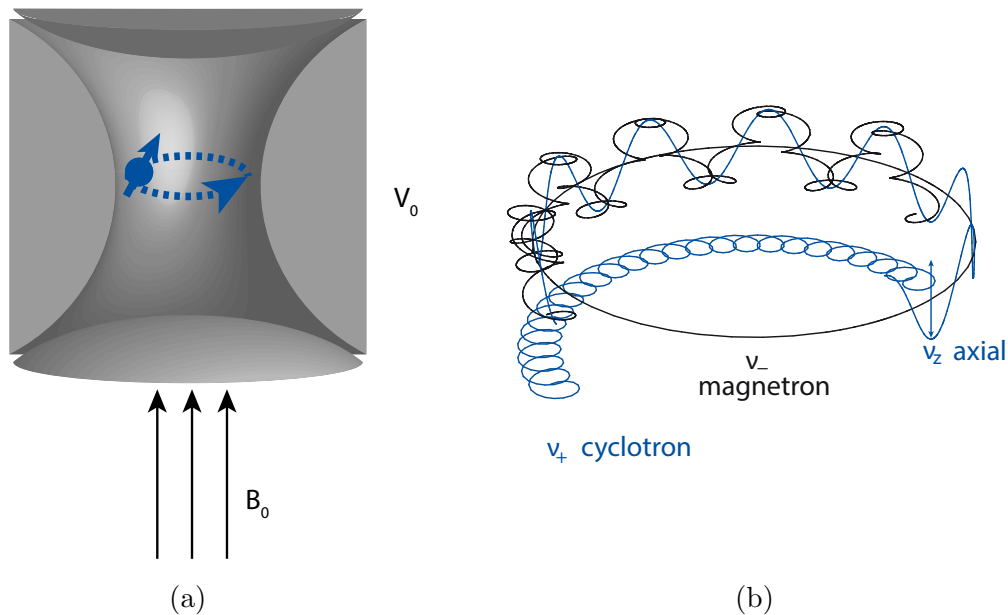 V₀
B₀
(a)
ν_z axial
ν₋
magnetron
ν₊ cyclotron
(b)